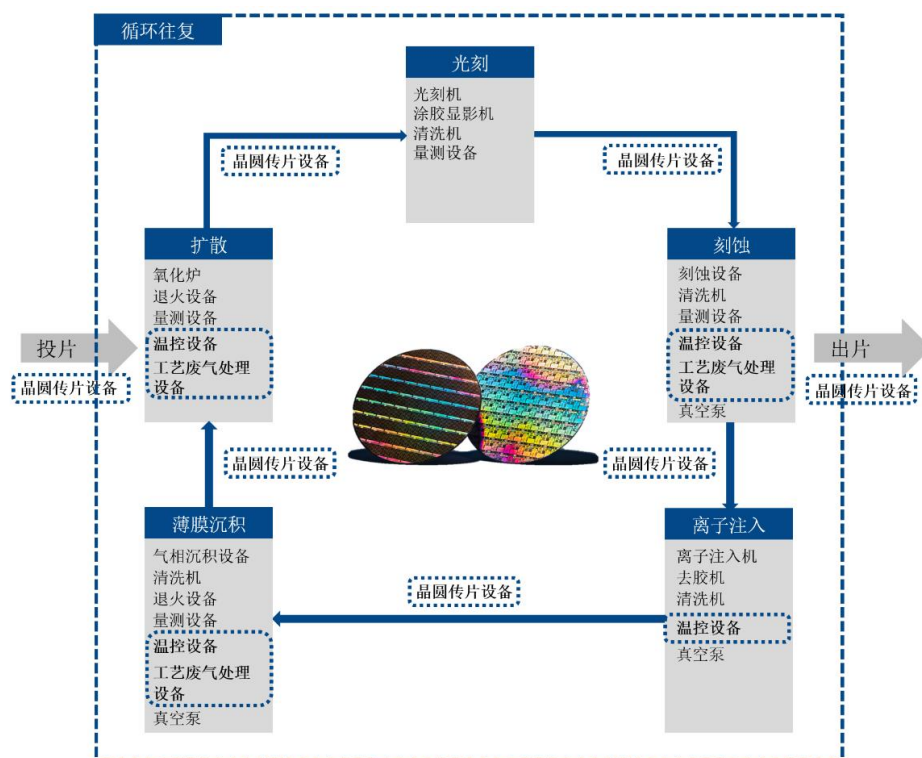 循环往复
光刻
光刻机
涂胶显影机
清洗机
量测设备
晶圆传片设备
晶圆传片设备
扩散
氧化炉
退火设备
量测设备
温控设备
工艺废气处理
设备
刻蚀
刻蚀设备
清洗机
量测设备
温控设备
工艺废气处理
设备
真空泵
投片
晶圆传片设备
出片
晶圆传片设备
晶圆传片设备
晶圆传片设备
薄膜沉积
气相沉积设备
清洗机
退火设备
量测设备
温控设备
工艺废气处理
设备
真空泵
晶圆传片设备
离子注入
离子注入机
去胶机
清洗机
温控设备
真空泵